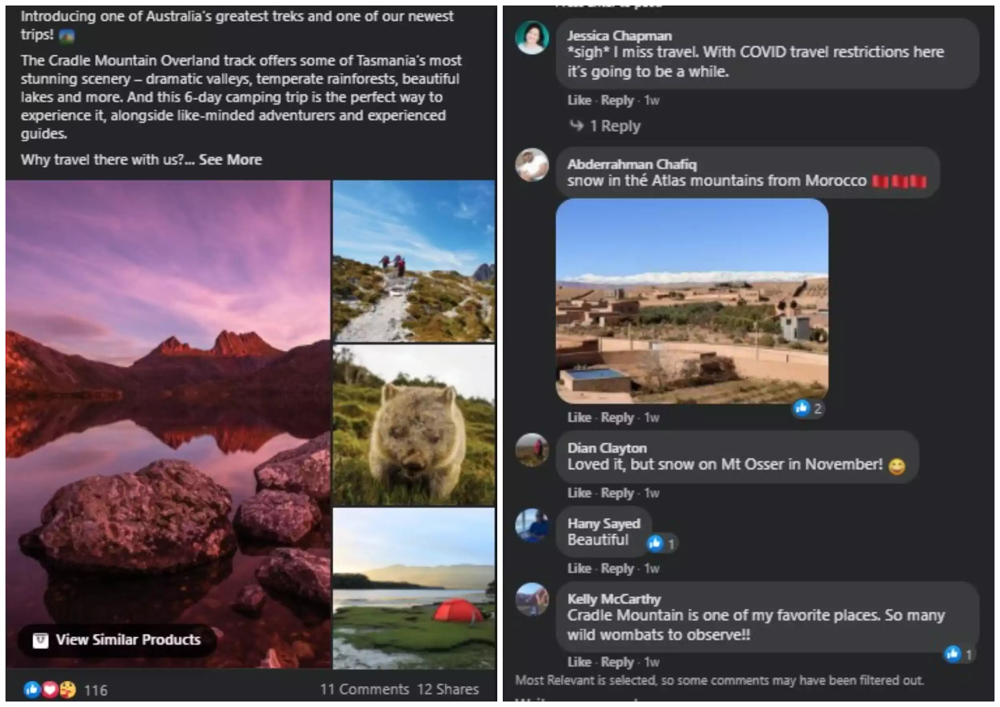 Introducing one of Australia's greatest treks and one of our newest
trips!
The Cradle Mountain Overland track offers some of Tasmania's most
stunning scenery – dramatic valleys, temperate rainforests, beautiful
lakes and more. And this 6-day camping trip is the perfect way to
experience it, alongside like-minded adventurers and experienced
guides.
Why travel there with us?... See More
View Similar Products
116
11 Comments 12 Shares
Jessica Chapman
*sigh* I miss travel. With COVID travel restrictions here
it's going to be a while.
Like · Reply · 1w
1 Reply
Abderrahman Chafiq
snow in thé Atlas mountains from Morocco
2
Like · Reply · 1w
Dian Clayton
Loved it, but snow on Mt Osser in November!
Like · Reply · 1w
Hany Sayed
Beautiful
1
Like · Reply · 1w
Kelly McCarthy
Cradle Mountain is one of my favorite places. So many
wild wombats to observe!!
1
Like · Reply · 1w
Most Relevant is selected, so some comments may have been filtered out.